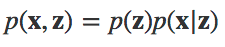 p(x, z) = p(z)p(x|z)